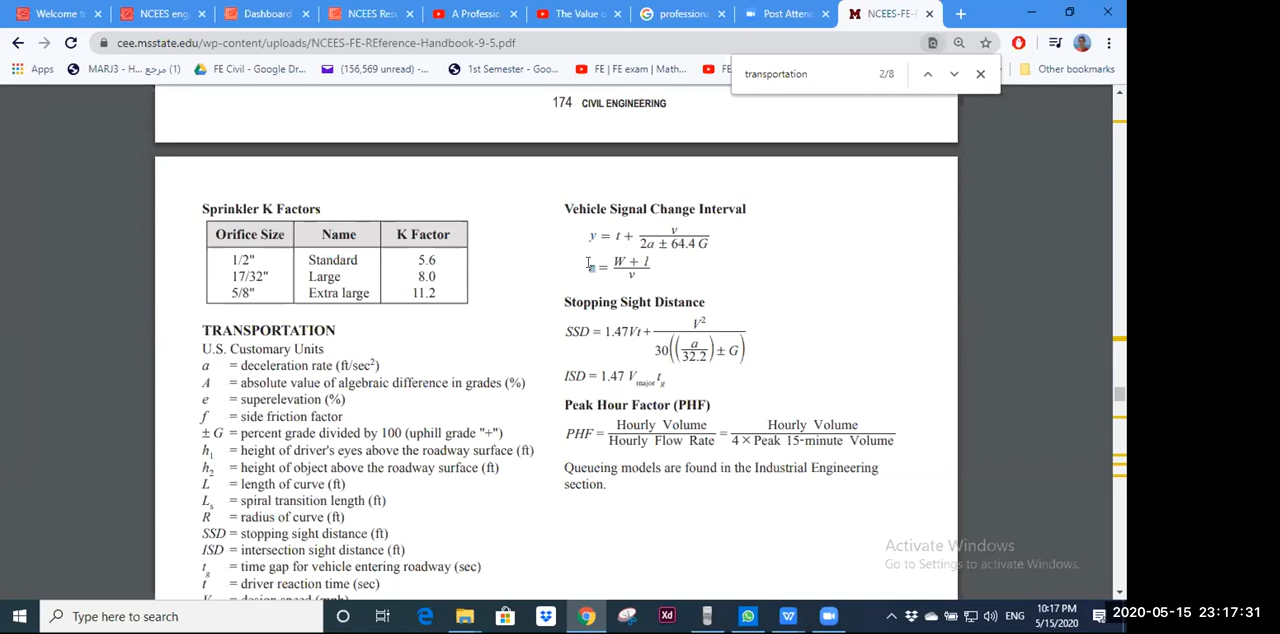 Welcome t
NCEES eng
Dashboard
NCEES Res
A Professic
The Value o
professiona
Post Attend
NCEES-FE-R
cee.msstate.edu/wp-content/uploads/NCEES-FE-REference-Handbook-9-5.pdf
Apps
MARJ3 - H... مرجع (1)
FE Civil - Google Dr...
(156,569 unread) -...
1st Semester - Goo...
FE | FE exam | Math...
FE
Other bookmarks
transportation 2/8
174 CIVIL ENGINEERING
Sprinkler K Factors
Orifice Size Name K Factor
1/2" Standard 5.6
17/32" Large 8.0
5/8" Extra large 11.2
TRANSPORTATION
U.S. Customary Units
a = deceleration rate (ft/sec²)
A = absolute value of algebraic difference in grades (%)
e = superelevation (%)
f = side friction factor
± G = percent grade divided by 100 (uphill grade "+")
h₁ = height of driver's eyes above the roadway surface (ft)
h₂ = height of object above the roadway surface (ft)
L = length of curve (ft)
Lₛ = spiral transition length (ft)
R = radius of curve (ft)
SSD = stopping sight distance (ft)
ISD = intersection sight distance (ft)
t_g = time gap for vehicle entering roadway (sec)
t = driver reaction time (sec)
Vehicle Signal Change Interval
y = t + v / (2a ± 64.4 G)
= (W + l) / v
Stopping Sight Distance
SSD = 1.47Vt + V² / (30((a/32.2) ± G))
ISD = 1.47 V_major t_g
Peak Hour Factor (PHF)
PHF = Hourly Volume / Hourly Flow Rate = Hourly Volume / (4 × Peak 15-minute Volume)
Queueing models are found in the Industrial Engineering
section.
Activate Windows
Go to Settings to activate Windows.
Type here to search
ENG
10:17 PM
5/15/2020
2020-05-15 23:17:31